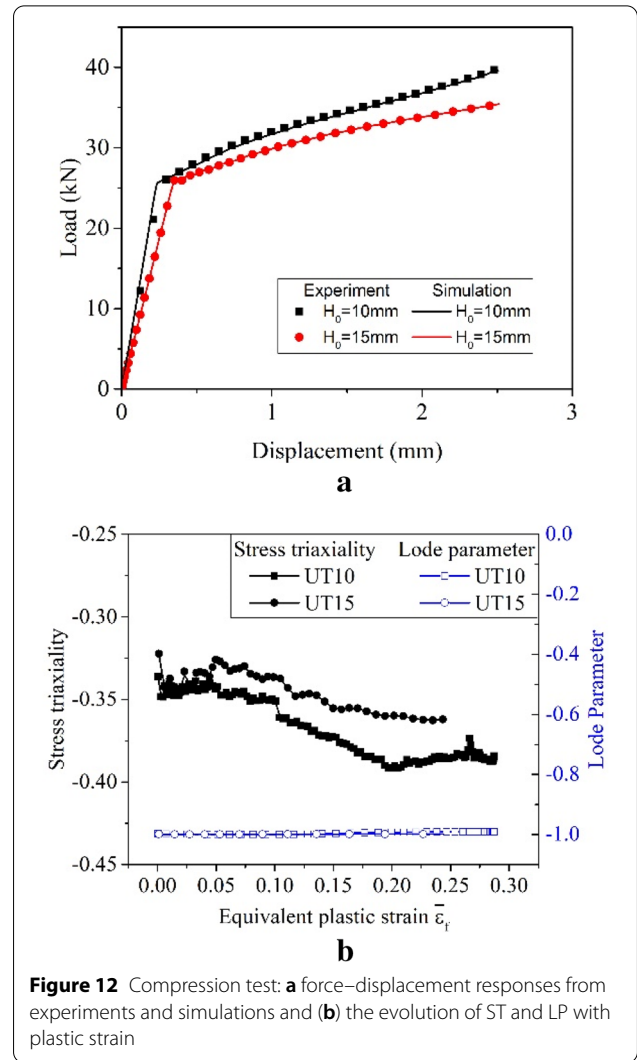 40
30
20
10
0
Load (kN)
Experiment Simulation
H₀=10mm H₀=10mm
H₀=15mm H₀=15mm
0 1 2 3
Displacement (mm)
a
-0.25
-0.30
-0.35
-0.40
-0.45
Stress triaxiality
Stress triaxiality Lode parameter
UT10 UT10
UT15 UT15
0.0
-0.2
-0.4
-0.6
-0.8
-1.0
Lode Parameter
0.00 0.05 0.10 0.15 0.20 0.25 0.30
Equivalent plastic strain ε̅f
b
Figure 12 Compression test: a force–displacement responses from
experiments and simulations and (b) the evolution of ST and LP with
plastic strain